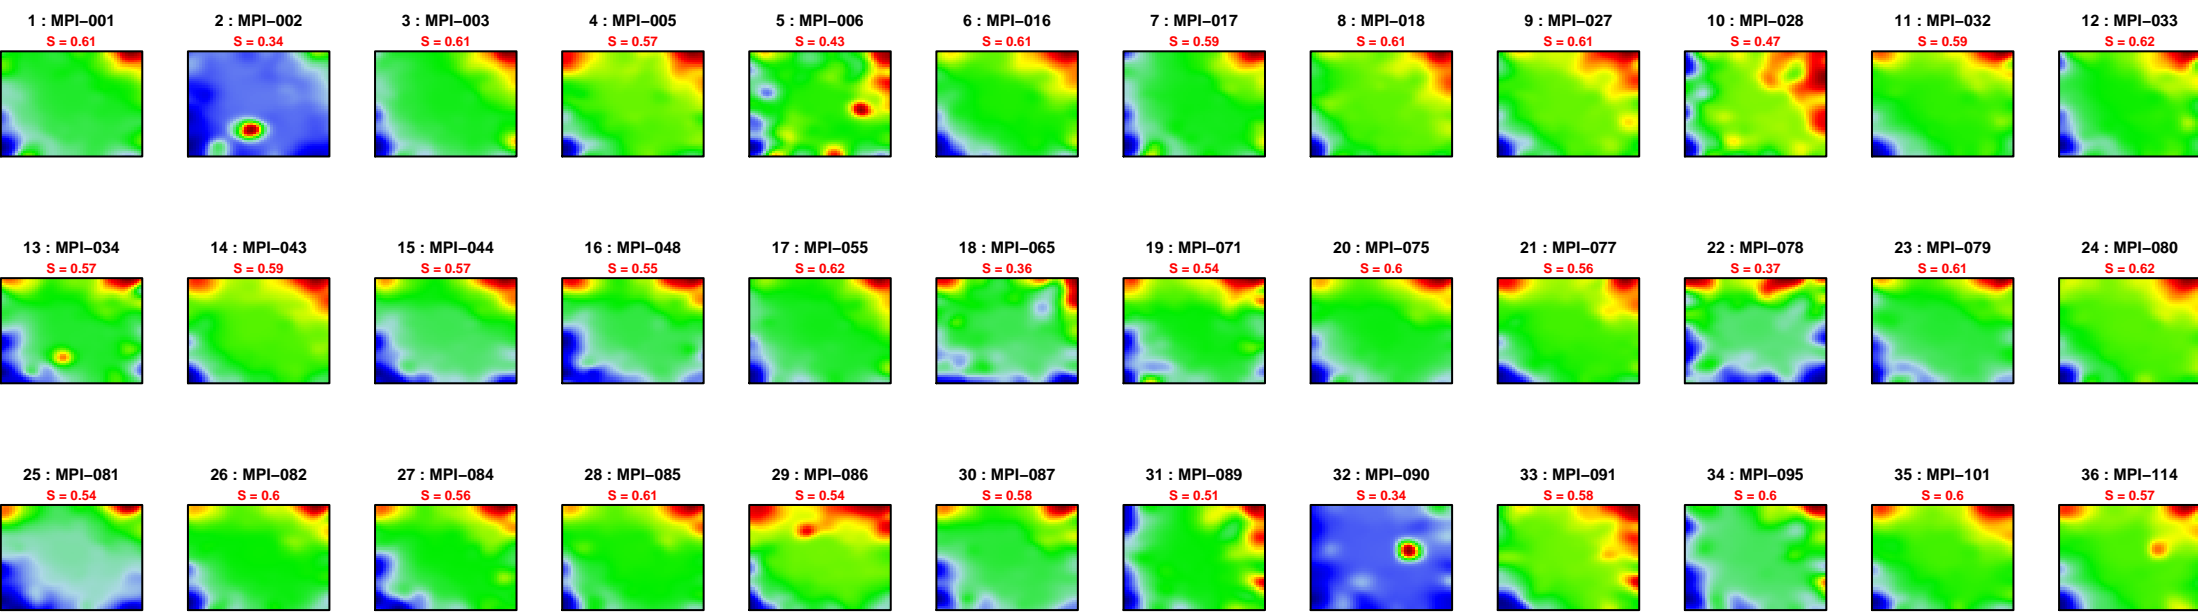 1 : MPI–001 2 : MPI–002 3 : MPI–003 4 : MPI–005 5 : MPI–006 6 : MPI–016 7 : MPI–017 8 : MPI–018 9 : MPI–027 10 : MPI–028 11 : MPI–032 12 : MPI–033
S = 0.61 S = 0.34 S = 0.61 S = 0.57 S = 0.43 S = 0.61 S = 0.59 S = 0.61 S = 0.61 S = 0.47 S = 0.59 S = 0.62
13 : MPI–034 14 : MPI–043 15 : MPI–044 16 : MPI–048 17 : MPI–055 18 : MPI–065 19 : MPI–071 20 : MPI–075 21 : MPI–077 22 : MPI–078 23 : MPI–079 24 : MPI–080
S = 0.57 S = 0.59 S = 0.57 S = 0.55 S = 0.62 S = 0.36 S = 0.54 S = 0.6 S = 0.56 S = 0.37 S = 0.61 S = 0.62
25 : MPI–081 26 : MPI–082 27 : MPI–084 28 : MPI–085 29 : MPI–086 30 : MPI–087 31 : MPI–089 32 : MPI–090 33 : MPI–091 34 : MPI–095 35 : MPI–101 36 : MPI–114
S = 0.54 S = 0.6 S = 0.56 S = 0.61 S = 0.54 S = 0.58 S = 0.51 S = 0.34 S = 0.58 S = 0.6 S = 0.6 S = 0.57